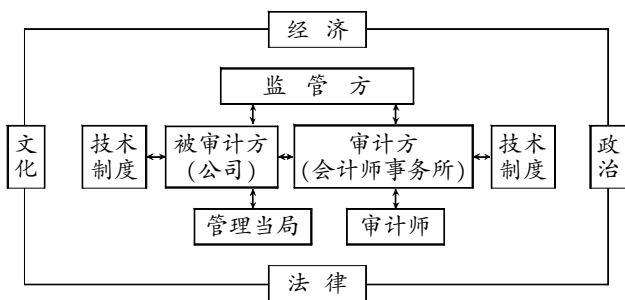 经 济
监 管 方
文化
技术制度
被审计方
(公司)
审计方
(会计师事务所)
技术制度
政治
管理当局
审计师
法 律